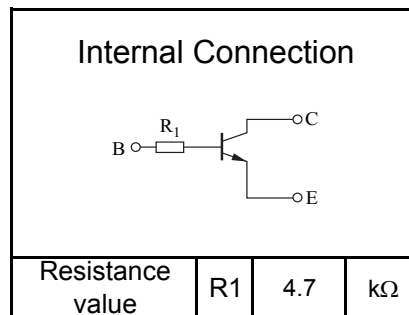 Internal Connection
R1
C
B
E
Resistance value R1 4.7 kΩ